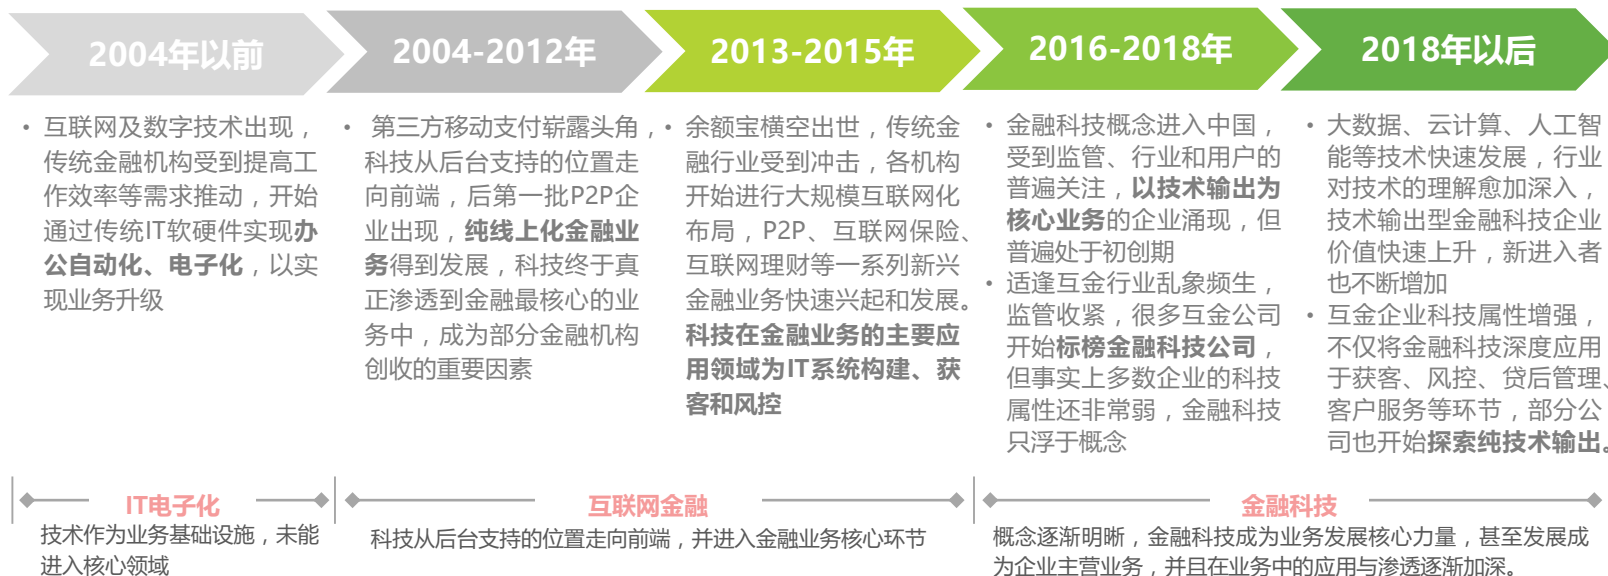 2004年以前
2004-2012年
2013-2015年
2016-2018年
2018年以后
• 互联网及数字技术出现，
传统金融机构受到提高工
作效率等需求推动，开始
通过传统IT软硬件实现办
公自动化、电子化，以实
现业务升级
• 第三方移动支付崭露头角，
科技从后台支持的位置走
向前端，后第一批P2P企
业出现，纯线上化金融业
务得到发展，科技终于真
正渗透到金融最核心的业
务中，成为部分金融机构
创收的重要因素
• 余额宝横空出世，传统金
融行业受到冲击，各机构
开始进行大规模互联网化
布局，P2P、互联网保险、
互联网理财等一系列新兴
金融业务快速兴起和发展。
科技在金融业务的主要应
用领域为IT系统构建、获
客和风控
• 金融科技概念进入中国，
受到监管、行业和用户的
普遍关注，以技术输出为
核心业务的企业涌现，但
普遍处于初创期
• 适逢互金行业乱象频生，
监管收紧，很多互金公司
开始标榜金融科技公司，
但事实上多数企业的科技
属性还非常弱，金融科技
只浮于概念
• 大数据、云计算、人工智
能等技术快速发展，行业
对技术的理解愈加深入，
技术输出型金融科技企业
价值快速上升，新进入者
也不断增加
• 互金企业科技属性增强，
不仅将金融科技深度应用
于获客、风控、贷后管理、
客户服务等环节，部分公
司也开始探索纯技术输出。
IT电子化
技术作为业务基础设施，未能
进入核心领域
互联网金融
科技从后台支持的位置走向前端，并进入金融业务核心环节
金融科技
概念逐渐明晰，金融科技成为业务发展核心力量，甚至发展成
为企业主营业务，并且在业务中的应用与渗透逐渐加深。